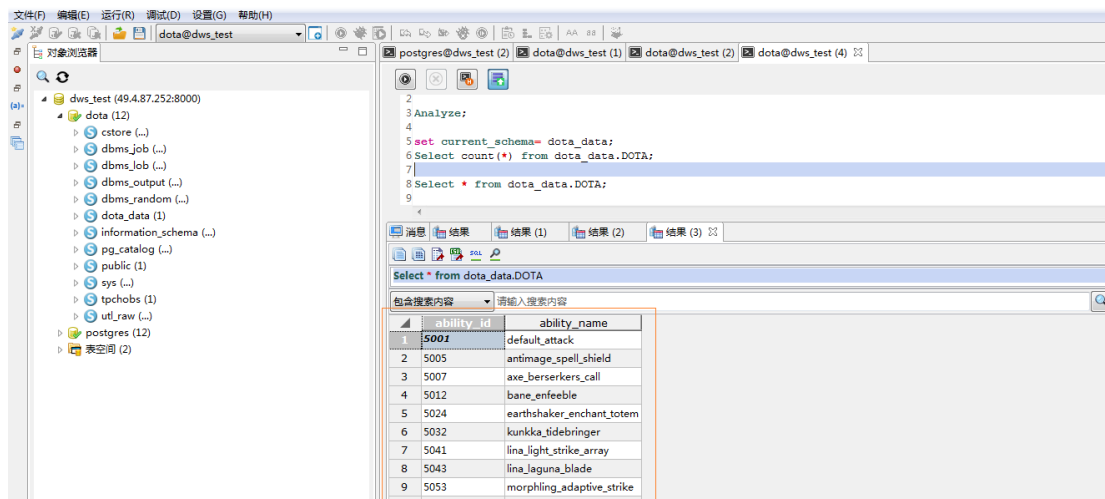 文件(F) 编辑(E) 运行(R) 调试(D) 设置(G) 帮助(H)
dota@dws_test
对象浏览器
dws_test (49.4.87.252:8000)
dota (12)
cstore (...)
dbms_job (...)
dbms_lob (...)
dbms_output (...)
dbms_random (...)
dota_data (1)
information_schema (...)
pg_catalog (...)
public (1)
sys (...)
tpchobs (1)
utl_raw (...)
postgres (12)
表空间 (2)
postgres@dws_test (2) dota@dws_test (1) dota@dws_test (2) dota@dws_test (4)
2
3 Analyze;
4
5 set current_schema= dota_data;
6 Select count(*) from dota_data.DOTA;
7
8 Select * from dota_data.DOTA;
9
消息 结果 结果 (1) 结果 (2) 结果 (3)
Select * from dota_data.DOTA
包含搜索内容 请输入搜索内容
ability_id ability_name
1 5001 default_attack
2 5005 antimage_spell_shield
3 5007 axe_berserkers_call
4 5012 bane_enfeeble
5 5024 earthshaker_enchant_totem
6 5032 kunkka_tidebringer
7 5041 lina_light_strike_array
8 5043 lina_laguna_blade
9 5053 morphling_adaptive_strike